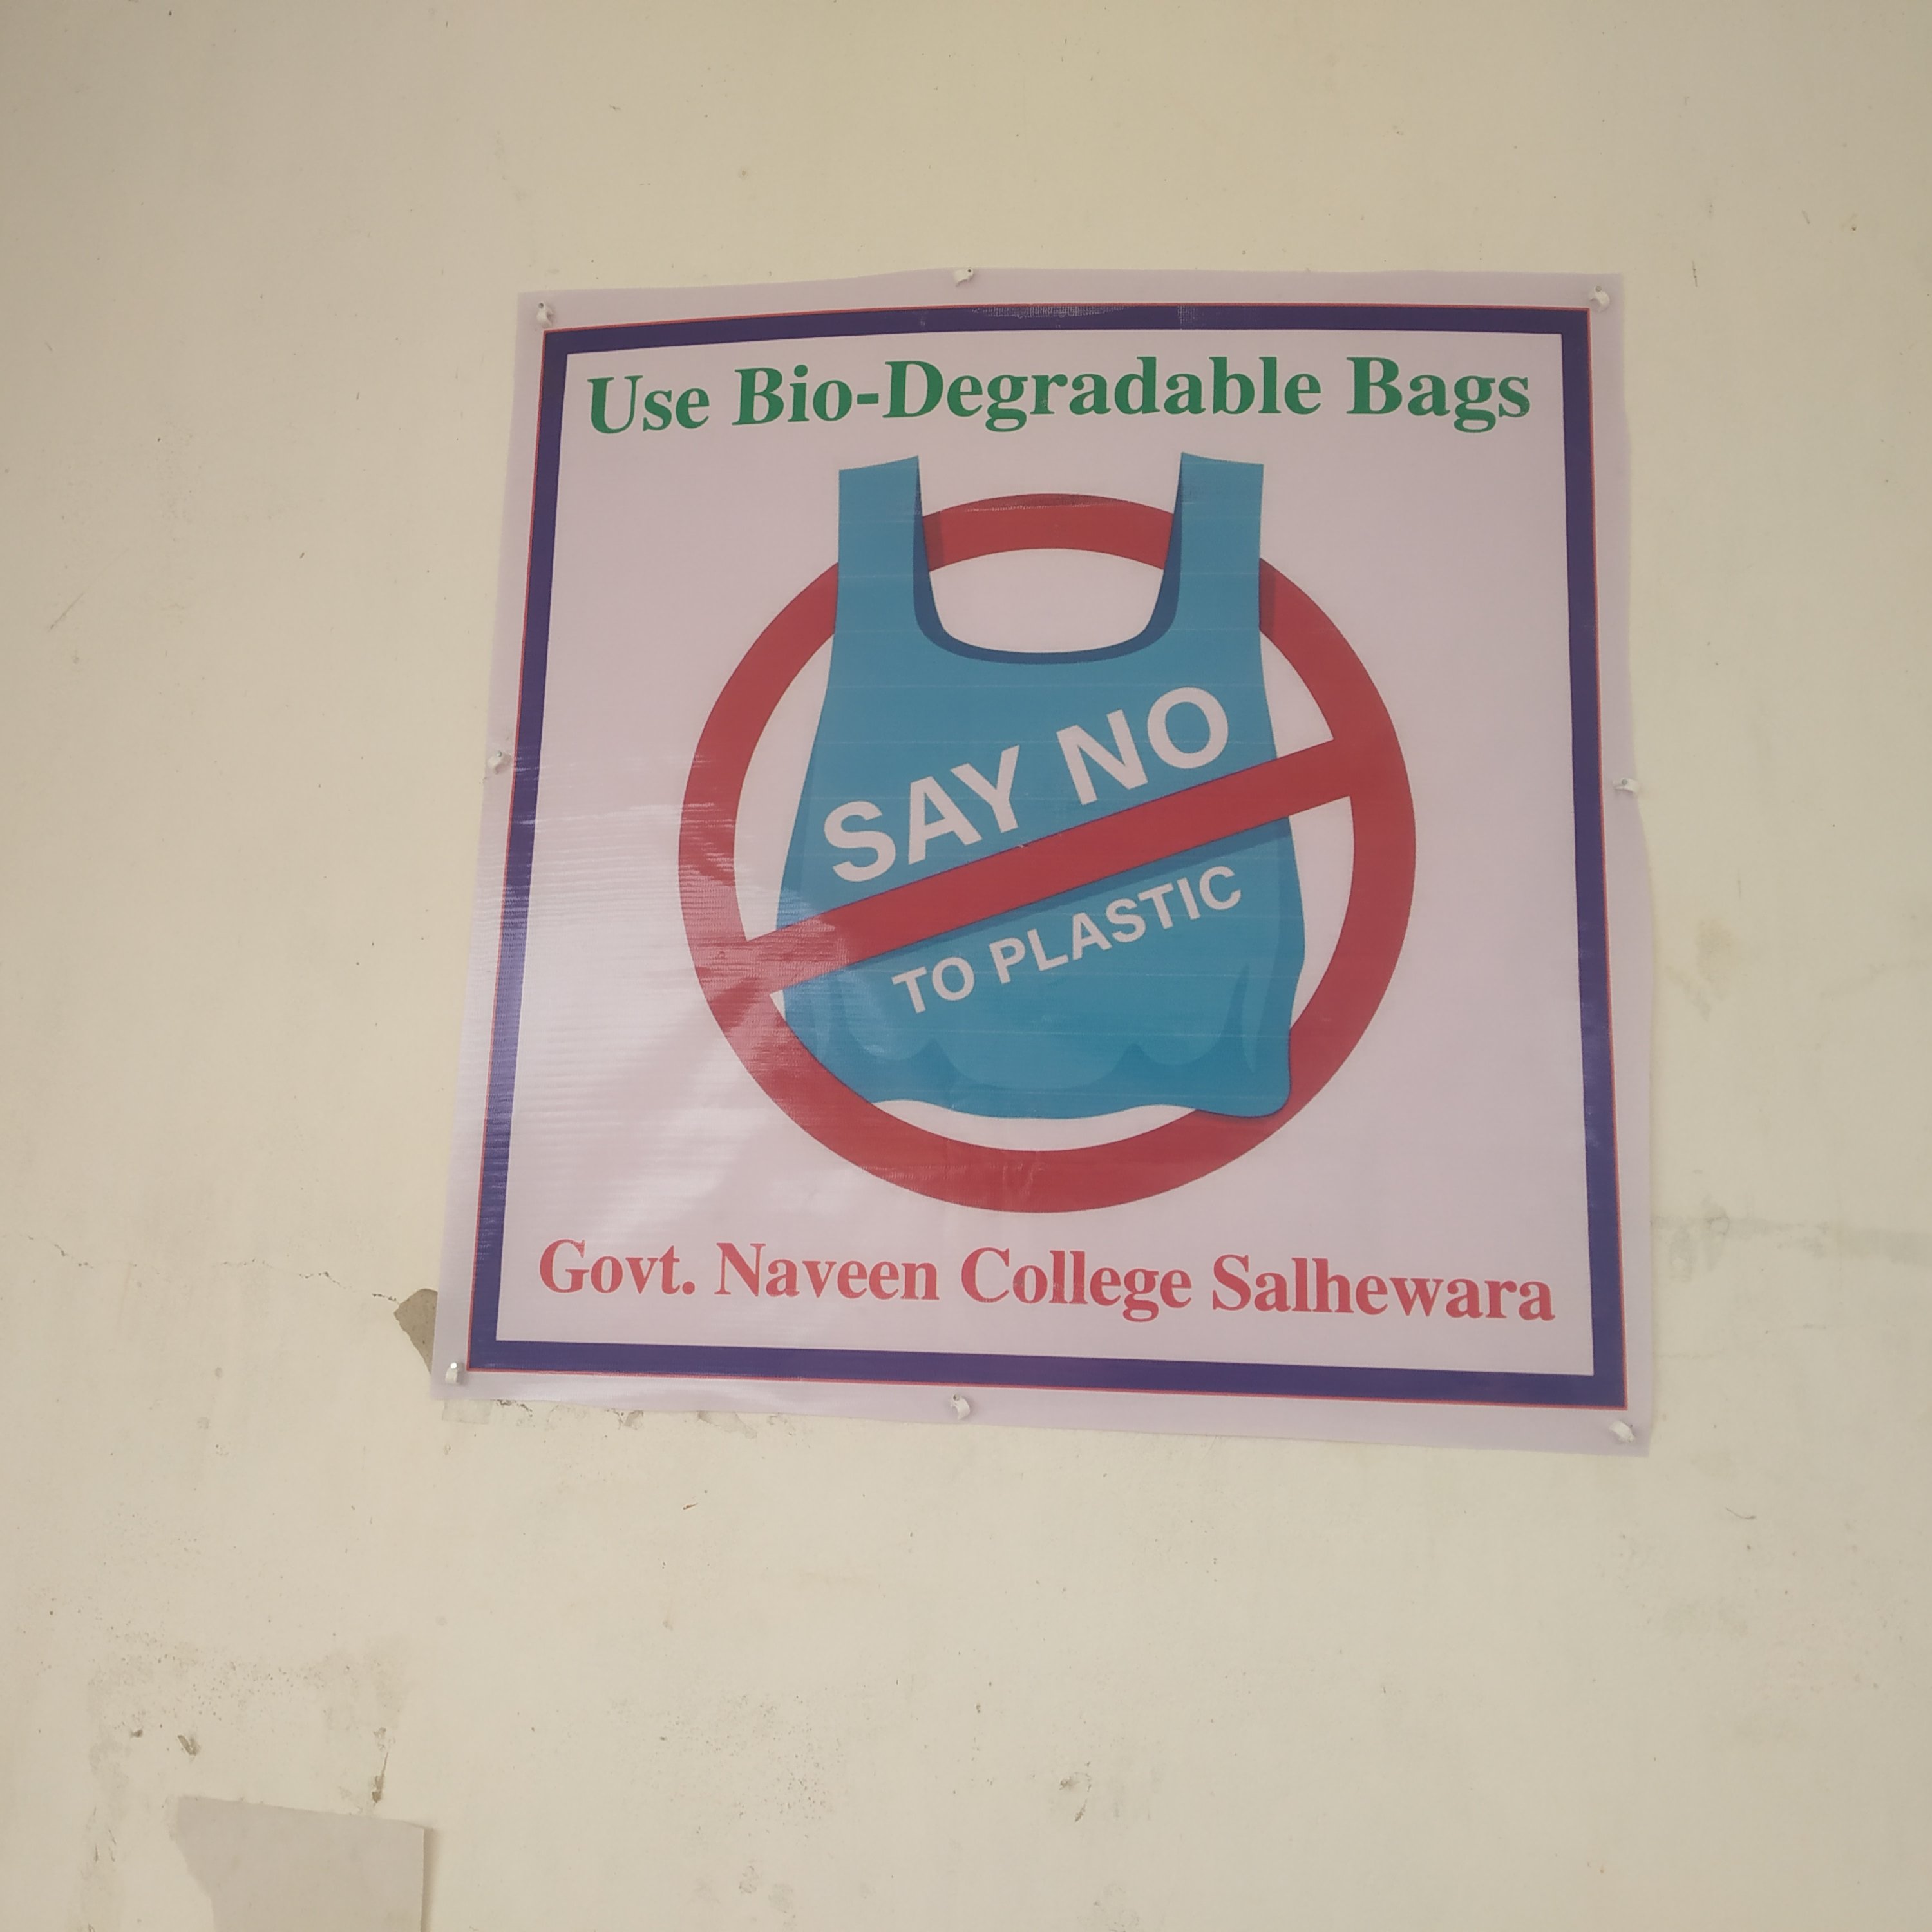 Use Bio-Degradable Bags
SAY NO
TO PLASTIC
Govt. Naveen College Salhewara